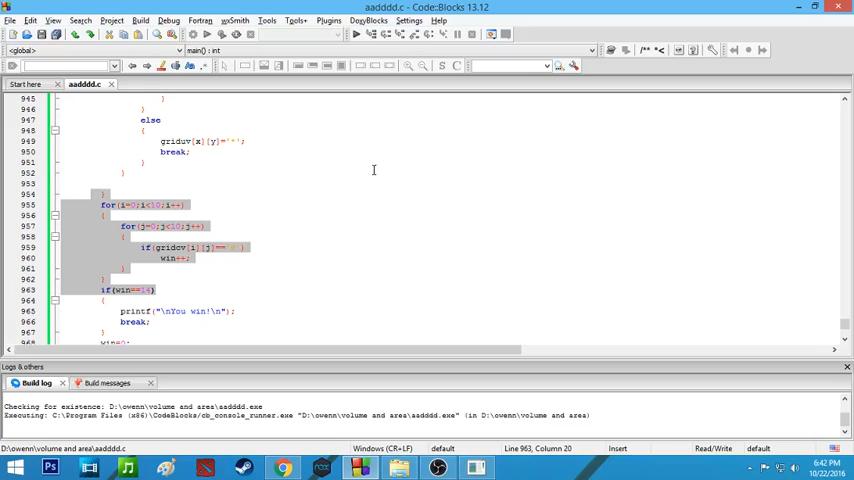 aadddd.c - Code::Blocks 13.12
File Edit View Search Project Build Debug Fortran wxSmith Tools Tools+ Plugins DoxyBlocks Settings Help
<global> main() : int
/** *<
S C
Start here aadddd.c
945 }
946 }
947 else
948 {
949 griduv[x][y]='*';
950 break;
951 }
952 }
953
954 }
955 for(i=0;i<10;i++)
956 {
957 for(j=0;j<10;j++)
958 {
959 if(gridcv[i][j]==
960 win++;
961 }
962 }
963 if(win==14)
964 {
965 printf("\nYou win!\n");
966 break;
967 }
968 win=0;
Logs & others
Build log Build messages
Checking for existence: D:\owenn\volume and area\aadddd.exe
Executing: C:\Program Files (x86)\CodeBlocks/cb_console_runner.exe "D:\owenn\volume and area\aadddd.exe" (in D:\owenn\volume and area)
D:\owenn\volume and area\aadddd.c Windows (CR+LF) default Line 963, Column 20 Insert Read/Write default
Ps
6:42 PM
10/22/2016